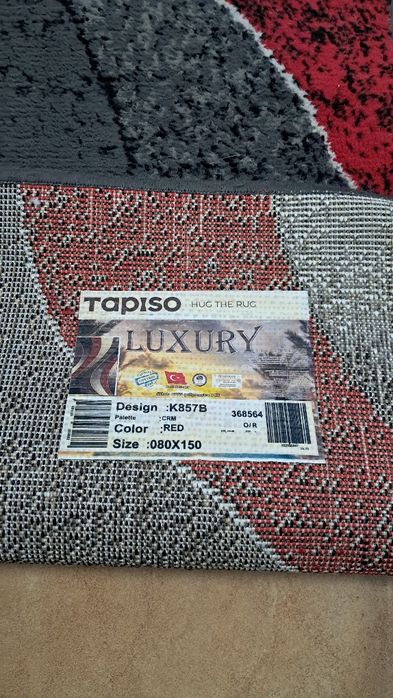 TAPISO HUG THE RUG
LUXURY
Design :K857B
368564
Palette :CRM
Color :RED
O/R
Size :080X150